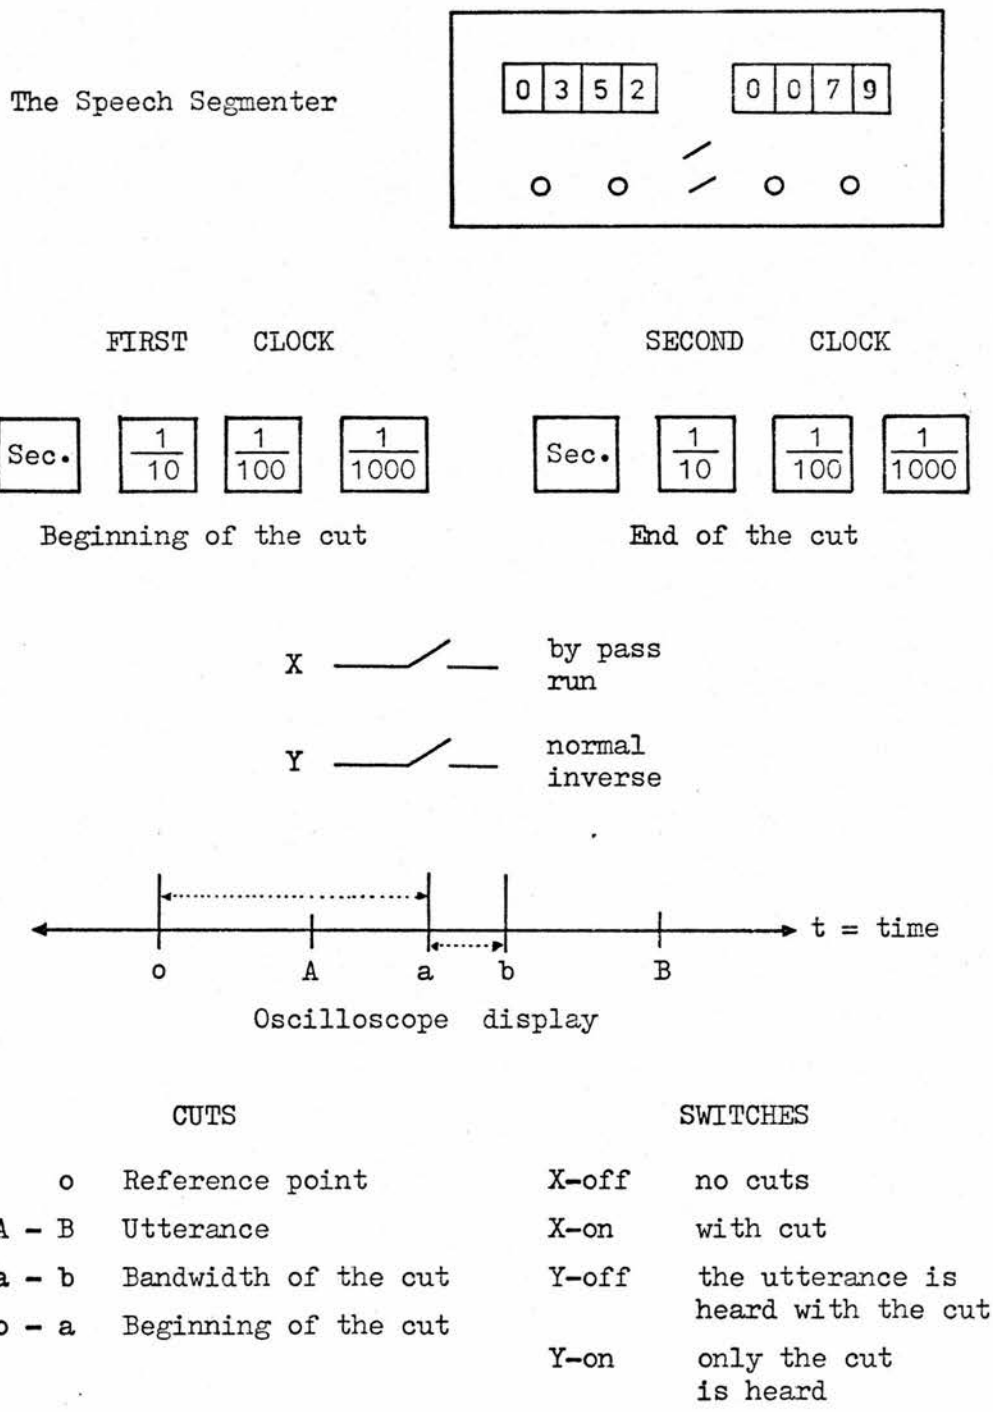 The Speech Segmenter
0 3 5 2 0 0 7 9
FIRST CLOCK SECOND CLOCK
Sec. 1/10 1/100 1/1000 Sec. 1/10 1/100 1/1000
Beginning of the cut End of the cut
X by pass
run
Y normal
inverse
t = time
o A a b B
Oscilloscope display
CUTS
o Reference point
A - B Utterance
a - b Bandwidth of the cut
o - a Beginning of the cut
SWITCHES
X-off no cuts
X-on with cut
Y-off the utterance is
heard with the cut
Y-on only the cut
is heard